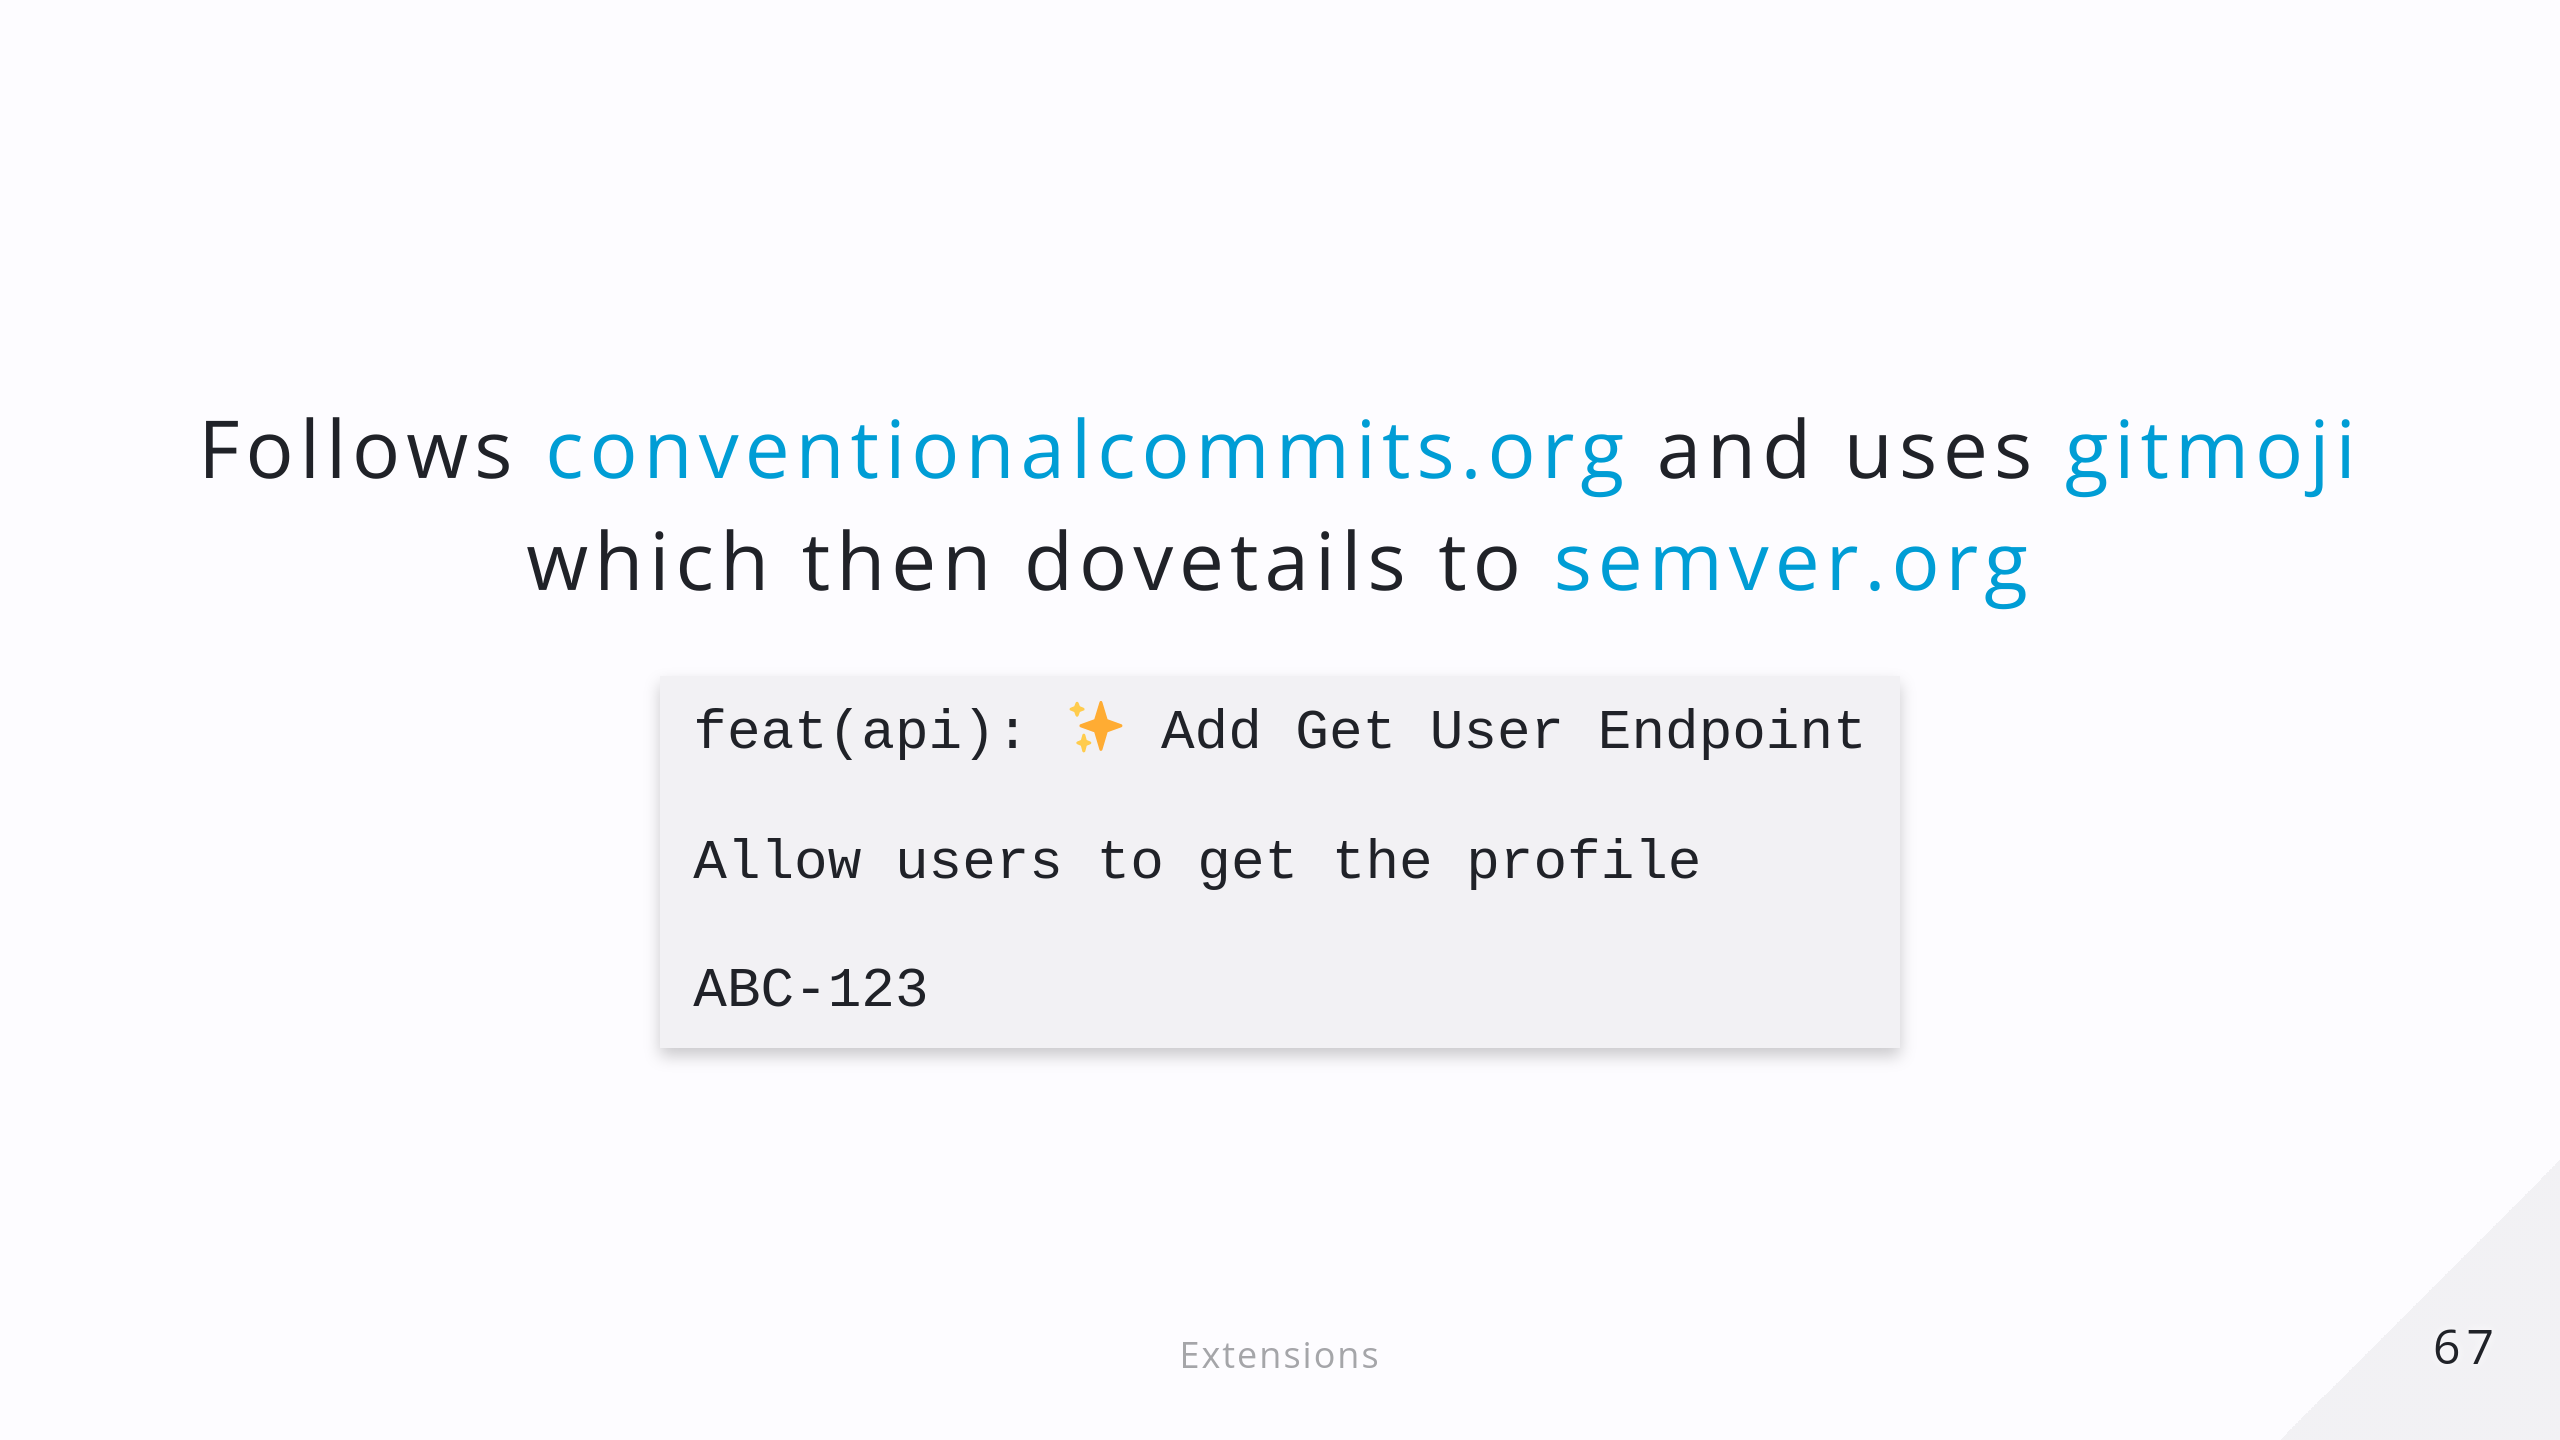 Follows conventionalcommits.org and uses gitmoji
which then dovetails to semver.org
feat(api): ✨ Add Get User Endpoint
Allow users to get the profile
ABC-123
Extensions
67